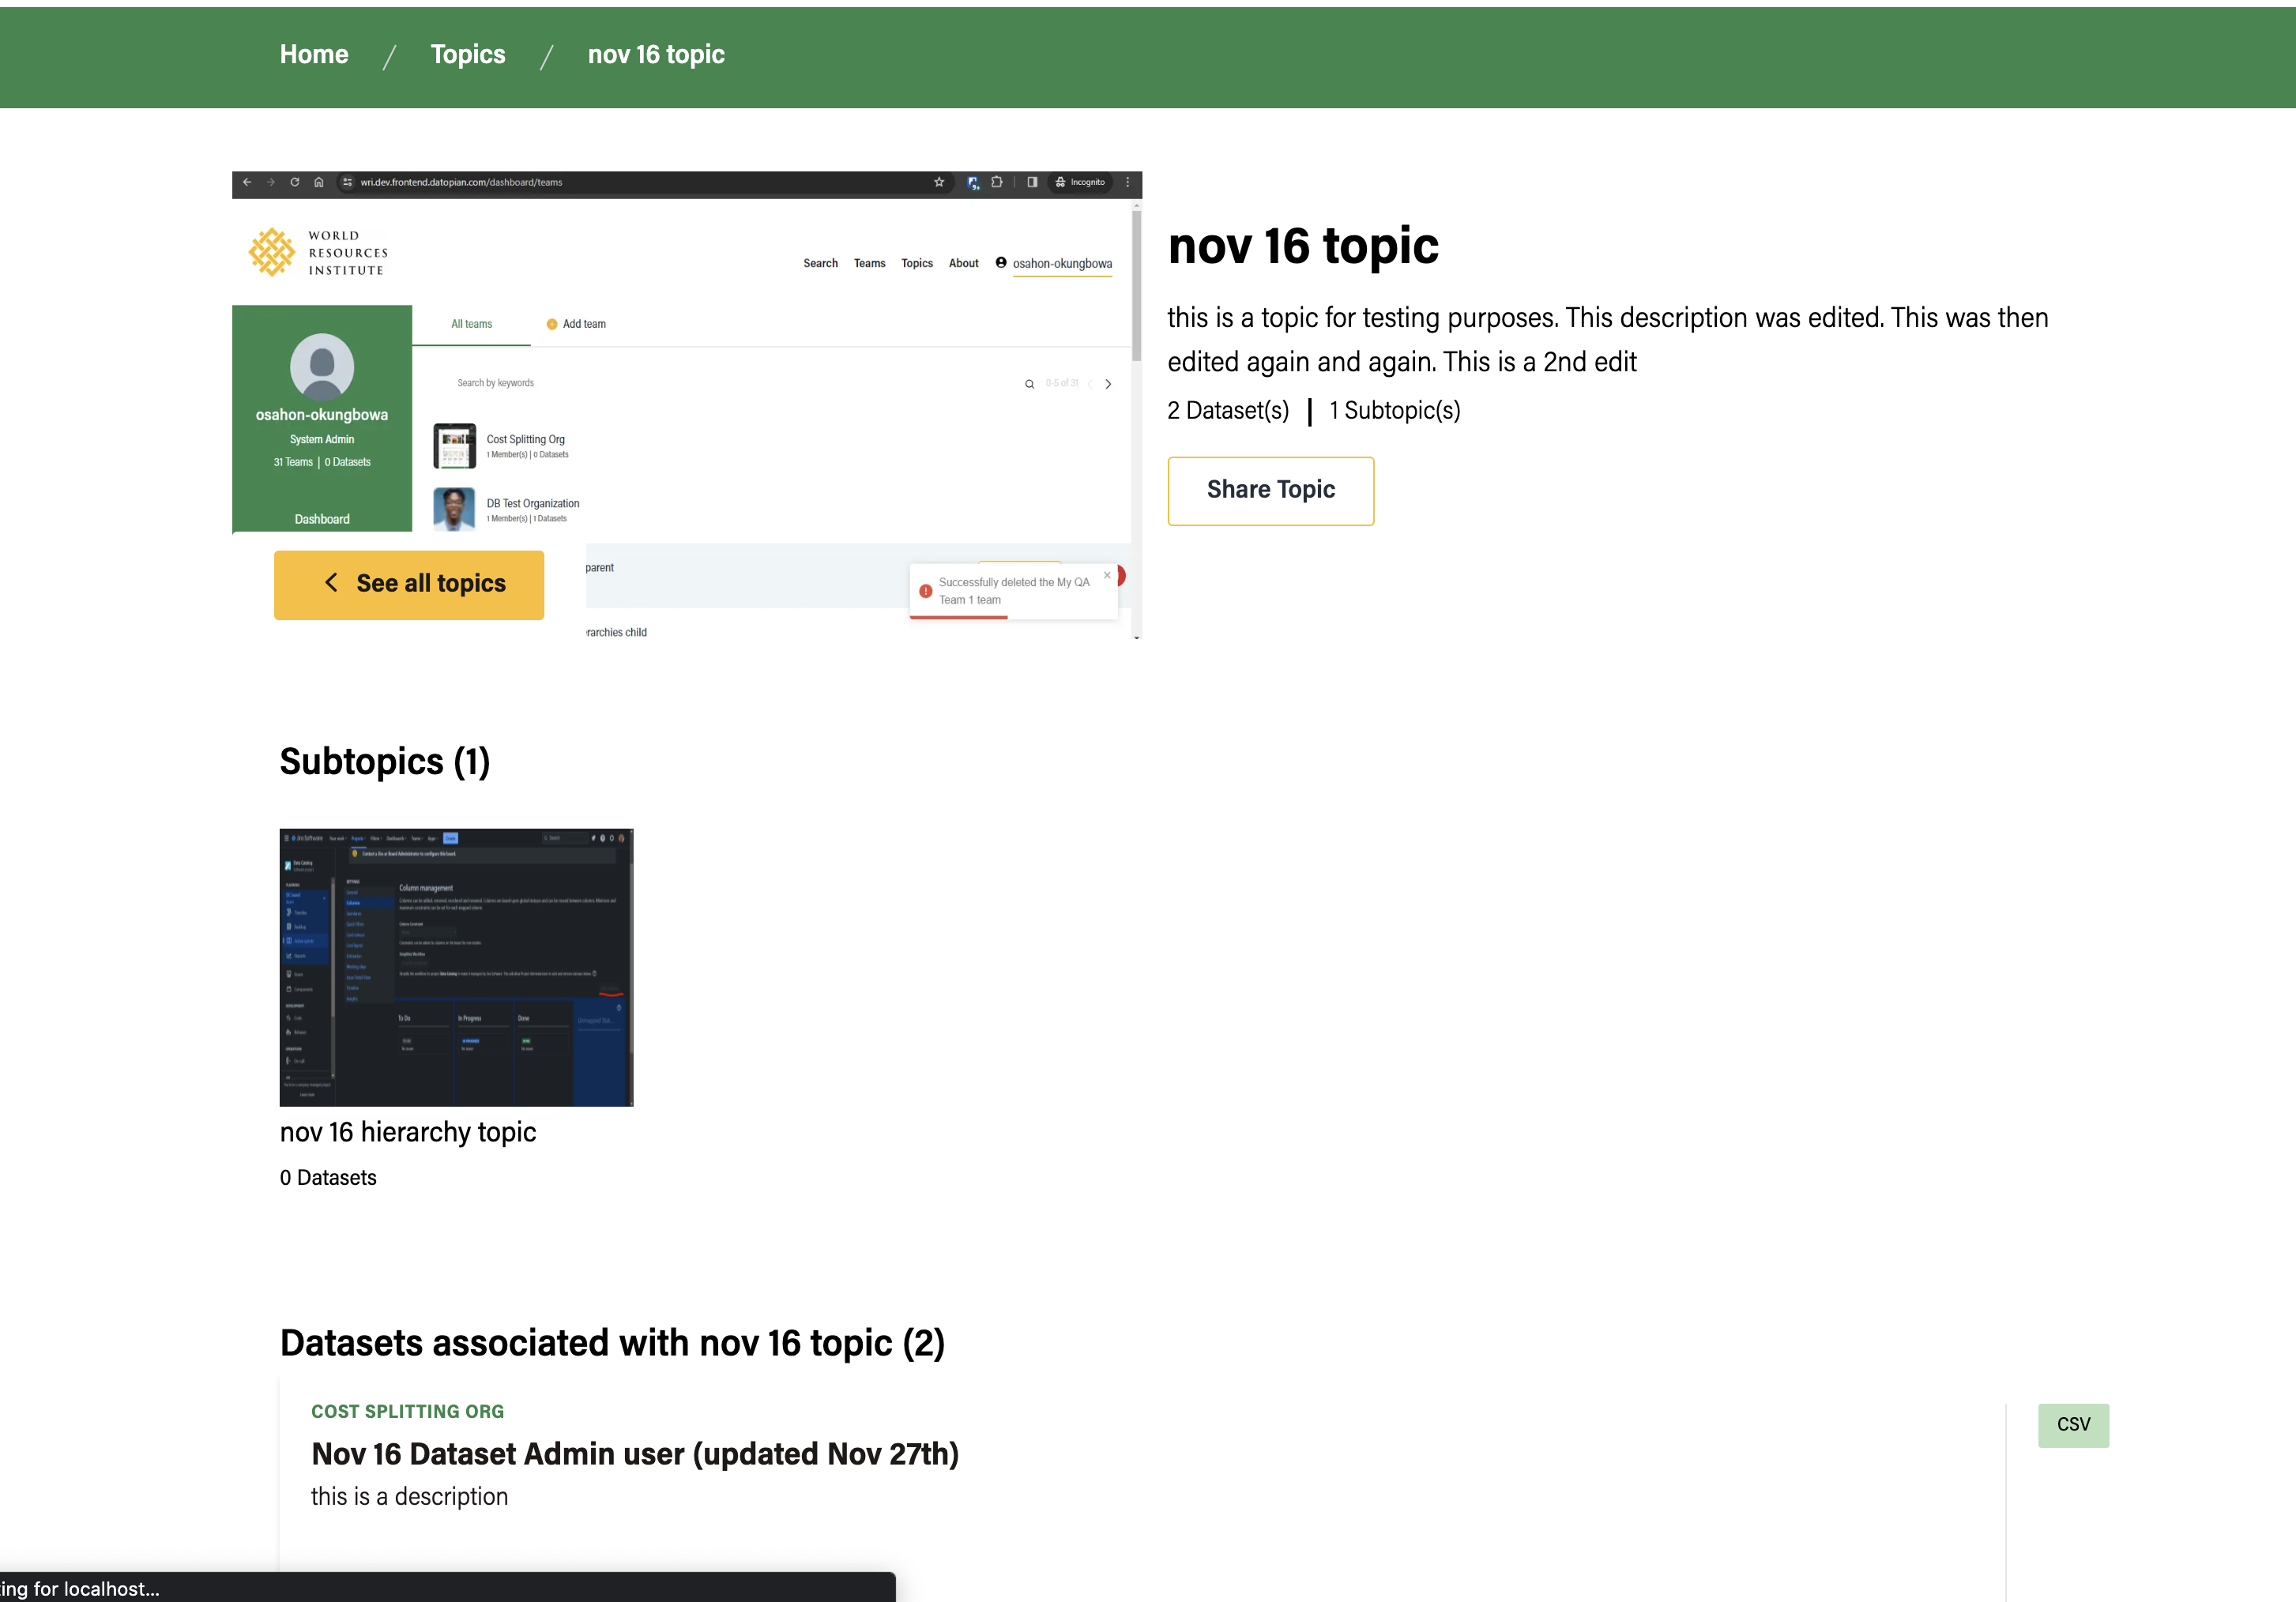 Home / Topics / nov 16 topic
wri.dev.frontend.datopian.com/dashboard/teams
Incognito
WORLD
RESOURCES
INSTITUTE
Search Teams Topics About osahon-okungbowa
All teams Add team
Search by keywords
0-5 of 31
osahon-okungbowa
System Admin
31 Teams | 0 Datasets
Dashboard
Cost Splitting Org
1 Member(s) | 0 Datasets
DB Test Organization
1 Member(s) | 1 Datasets
parent
Successfully deleted the My QA
Team 1 team
rarchies child
See all topics
nov 16 topic
this is a topic for testing purposes. This description was edited. This was then
edited again and again. This is a 2nd edit
2 Dataset(s) | 1 Subtopic(s)
Share Topic
Subtopics (1)
Column management
To Do
In Progress
Done
nov 16 hierarchy topic
0 Datasets
Datasets associated with nov 16 topic (2)
COST SPLITTING ORG
Nov 16 Dataset Admin user (updated Nov 27th)
this is a description
CSV
ing for localhost...